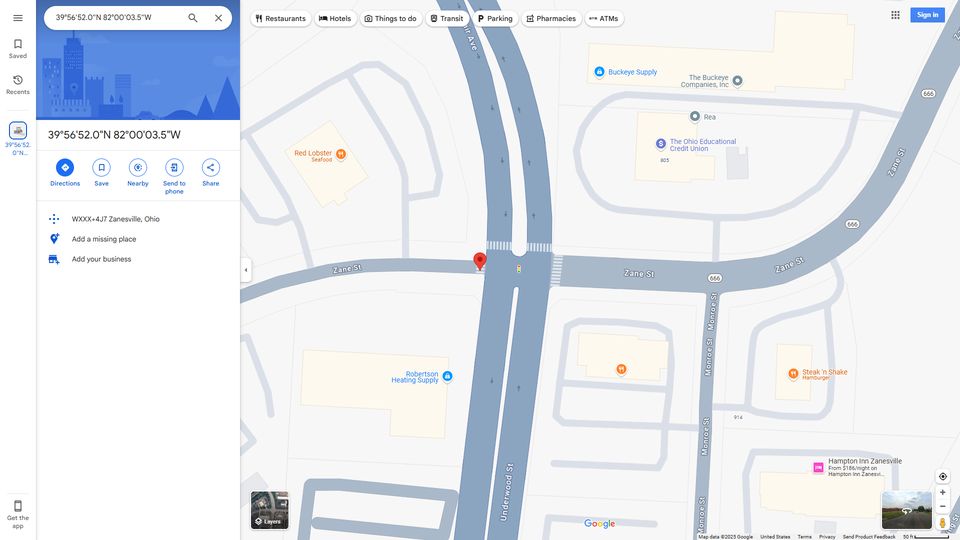 39°56'52.0"N 82°00'03.5"W
Restaurants
Hotels
Things to do
Transit
Parking
Pharmacies
ATMs
Sign in
Saved
Recents
39°56'52.
0"N...
39°56'52.0"N 82°00'03.5"W
Directions
Save
Nearby
Send to
phone
Share
WXXX+4J7 Zanesville, Ohio
Add a missing place
Add your business
Get the
app
Buckeye Supply
The Buckeye
Companies, Inc
Rea
The Ohio Educational
Credit Union
805
Red Lobster
Seafood
666
Zane St
666
Zane St
Zane St
Zane St
666
Monroe St
Monroe St
Monroe St
Monroe St
Robertson
Heating Supply
Steak 'n Shake
Hamburger
914
Underwood St
Hampton Inn Zanesville
From $186/night on
Hampton Inn Zanesvi...
Layers
Google
Map data ©2025 Google
United States
Terms
Privacy
Send Product Feedback
50 ft